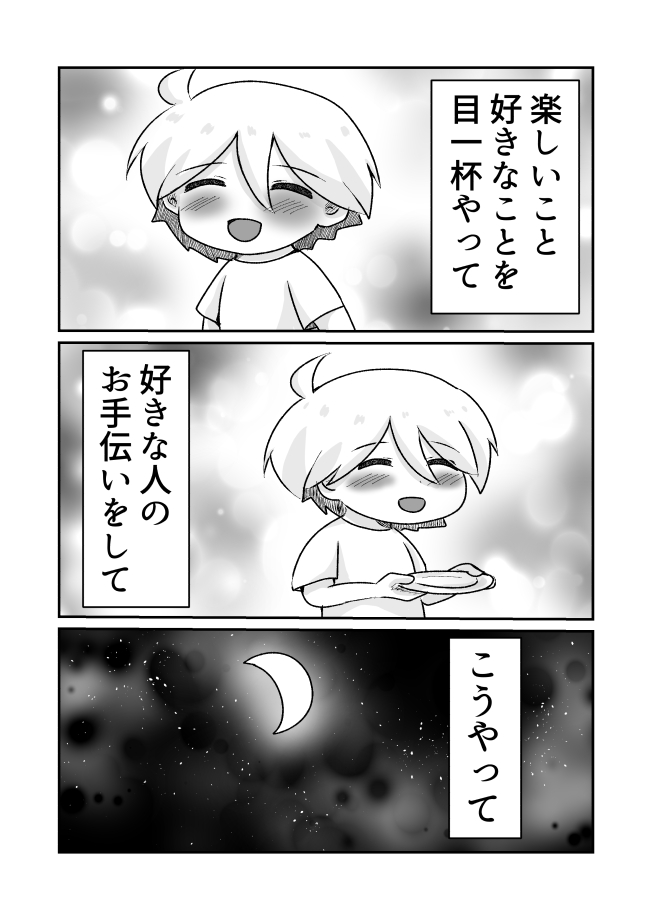 楽しいこと
好きなことを
目一杯やって
好きな人の
お手伝いをして
こうやって